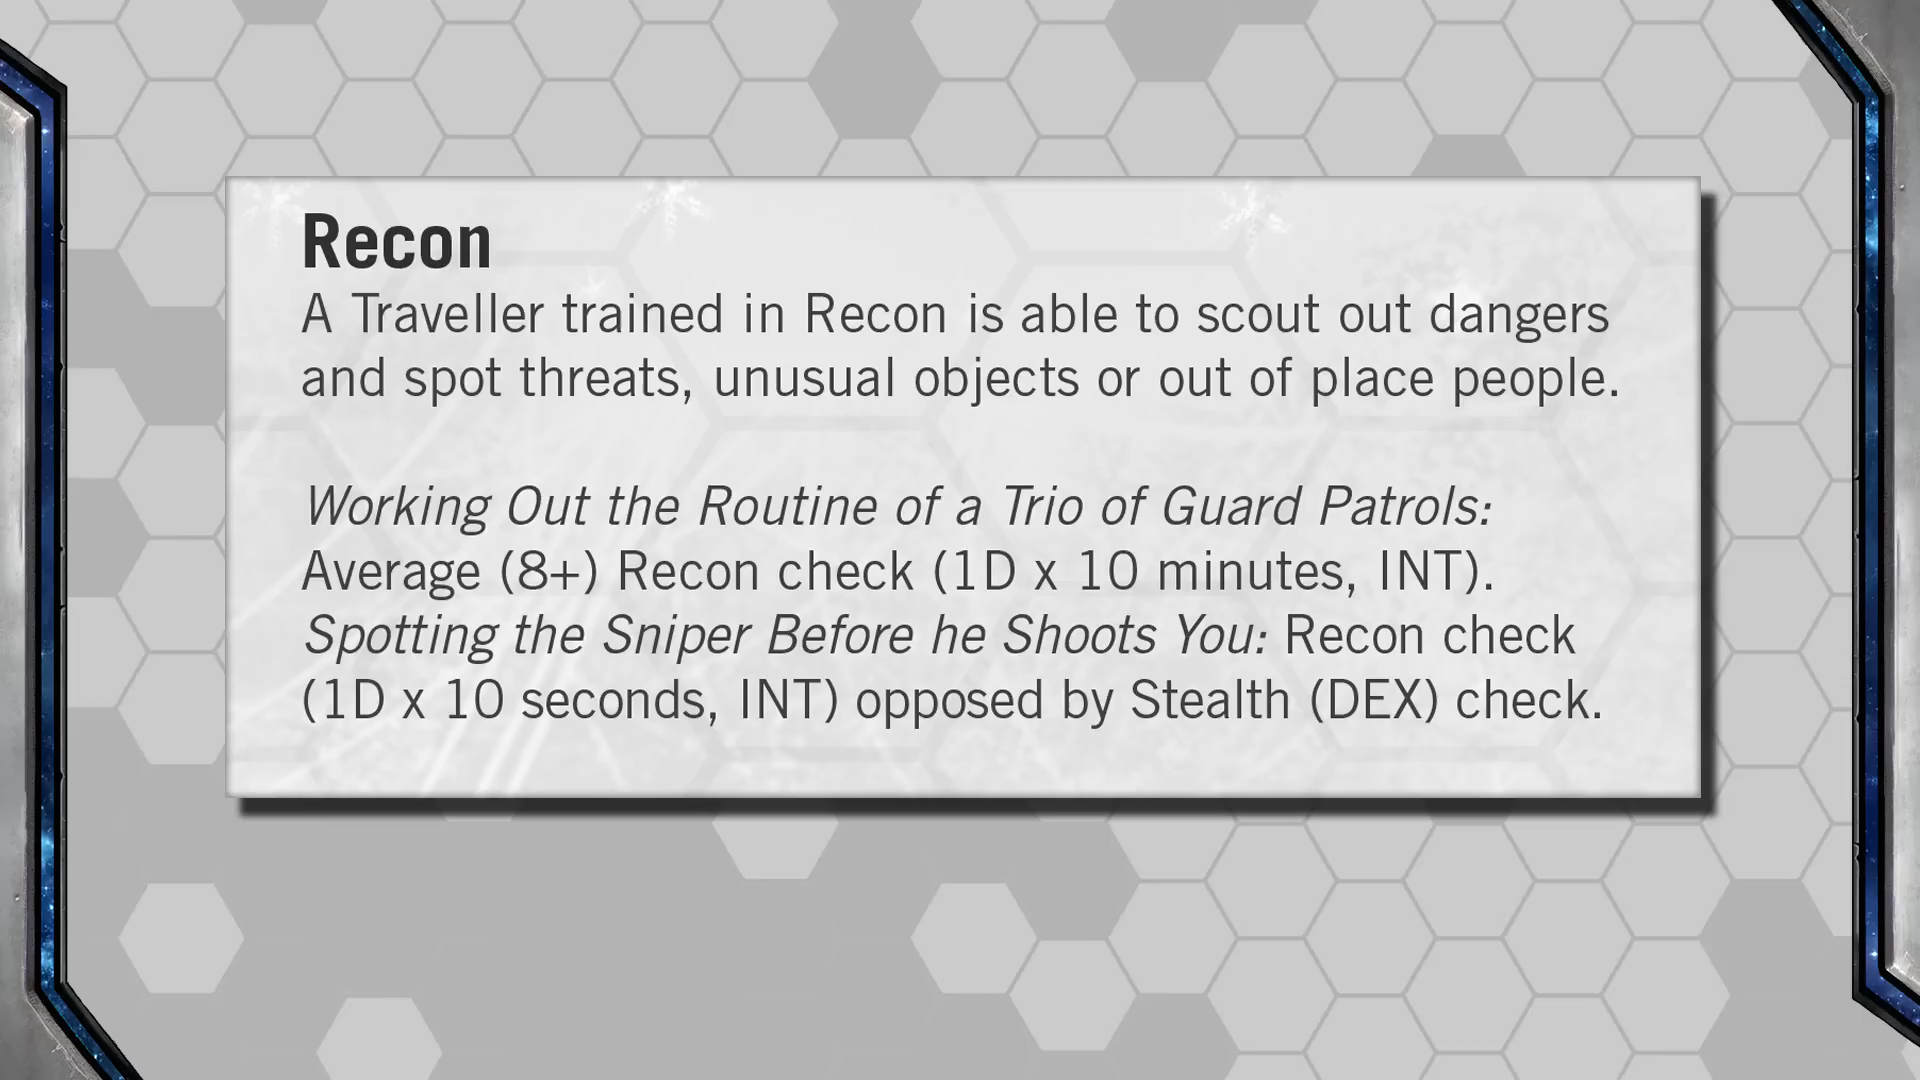 Recon
A Traveller trained in Recon is able to scout out dangers
and spot threats, unusual objects or out of place people.
Working Out the Routine of a Trio of Guard Patrols:
Average (8+) Recon check (1D x 10 minutes, INT).
Spotting the Sniper Before he Shoots You: Recon check
(1D x 10 seconds, INT) opposed by Stealth (DEX) check.